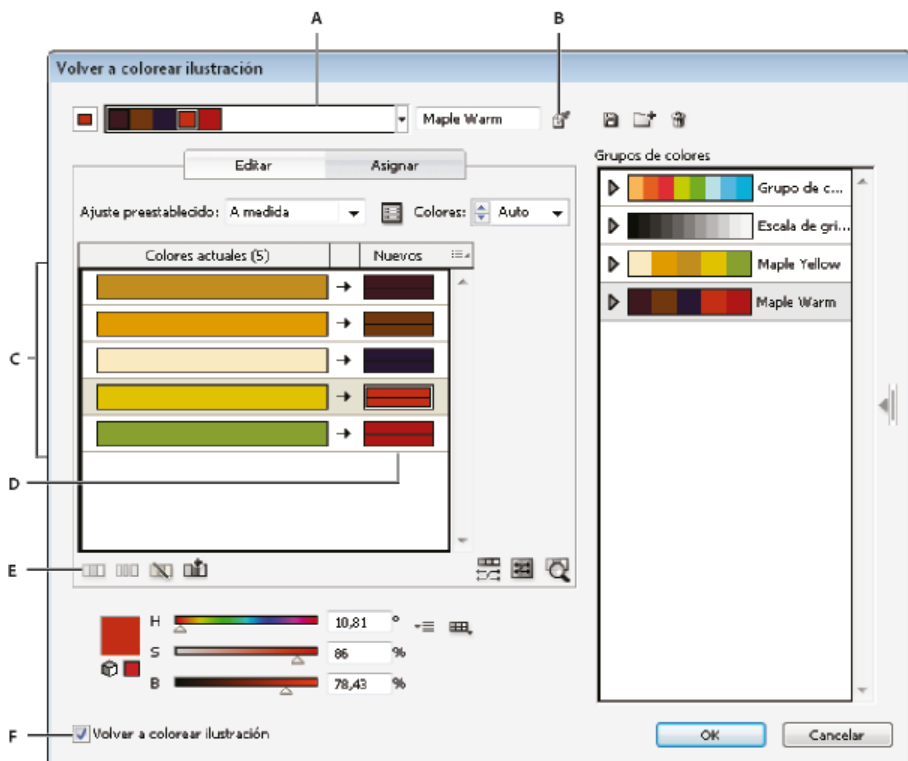 A
B
Volver a colorear ilustración
Maple Warm
Grupos de colores
Editar
Asignar
Grupo de c...
Ajuste preestablecido: A medida
Colores: Auto
Escala de gri...
Colores actuales (5)
Nuevos
Maple Yellow
Maple Warm
C
D
E
H 10,81 °
S 86 %
B 78,43 %
F
Volver a colorear ilustración
OK
Cancelar